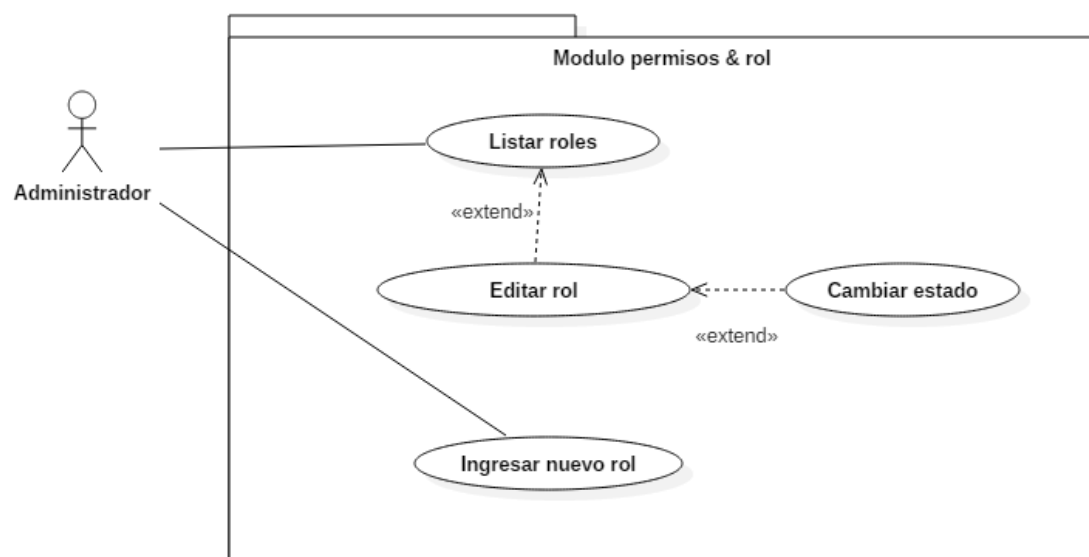 Modulo permisos & rol
Listar roles
Administrador
«extend»
Editar rol
Cambiar estado
«extend»
Ingresar nuevo rol